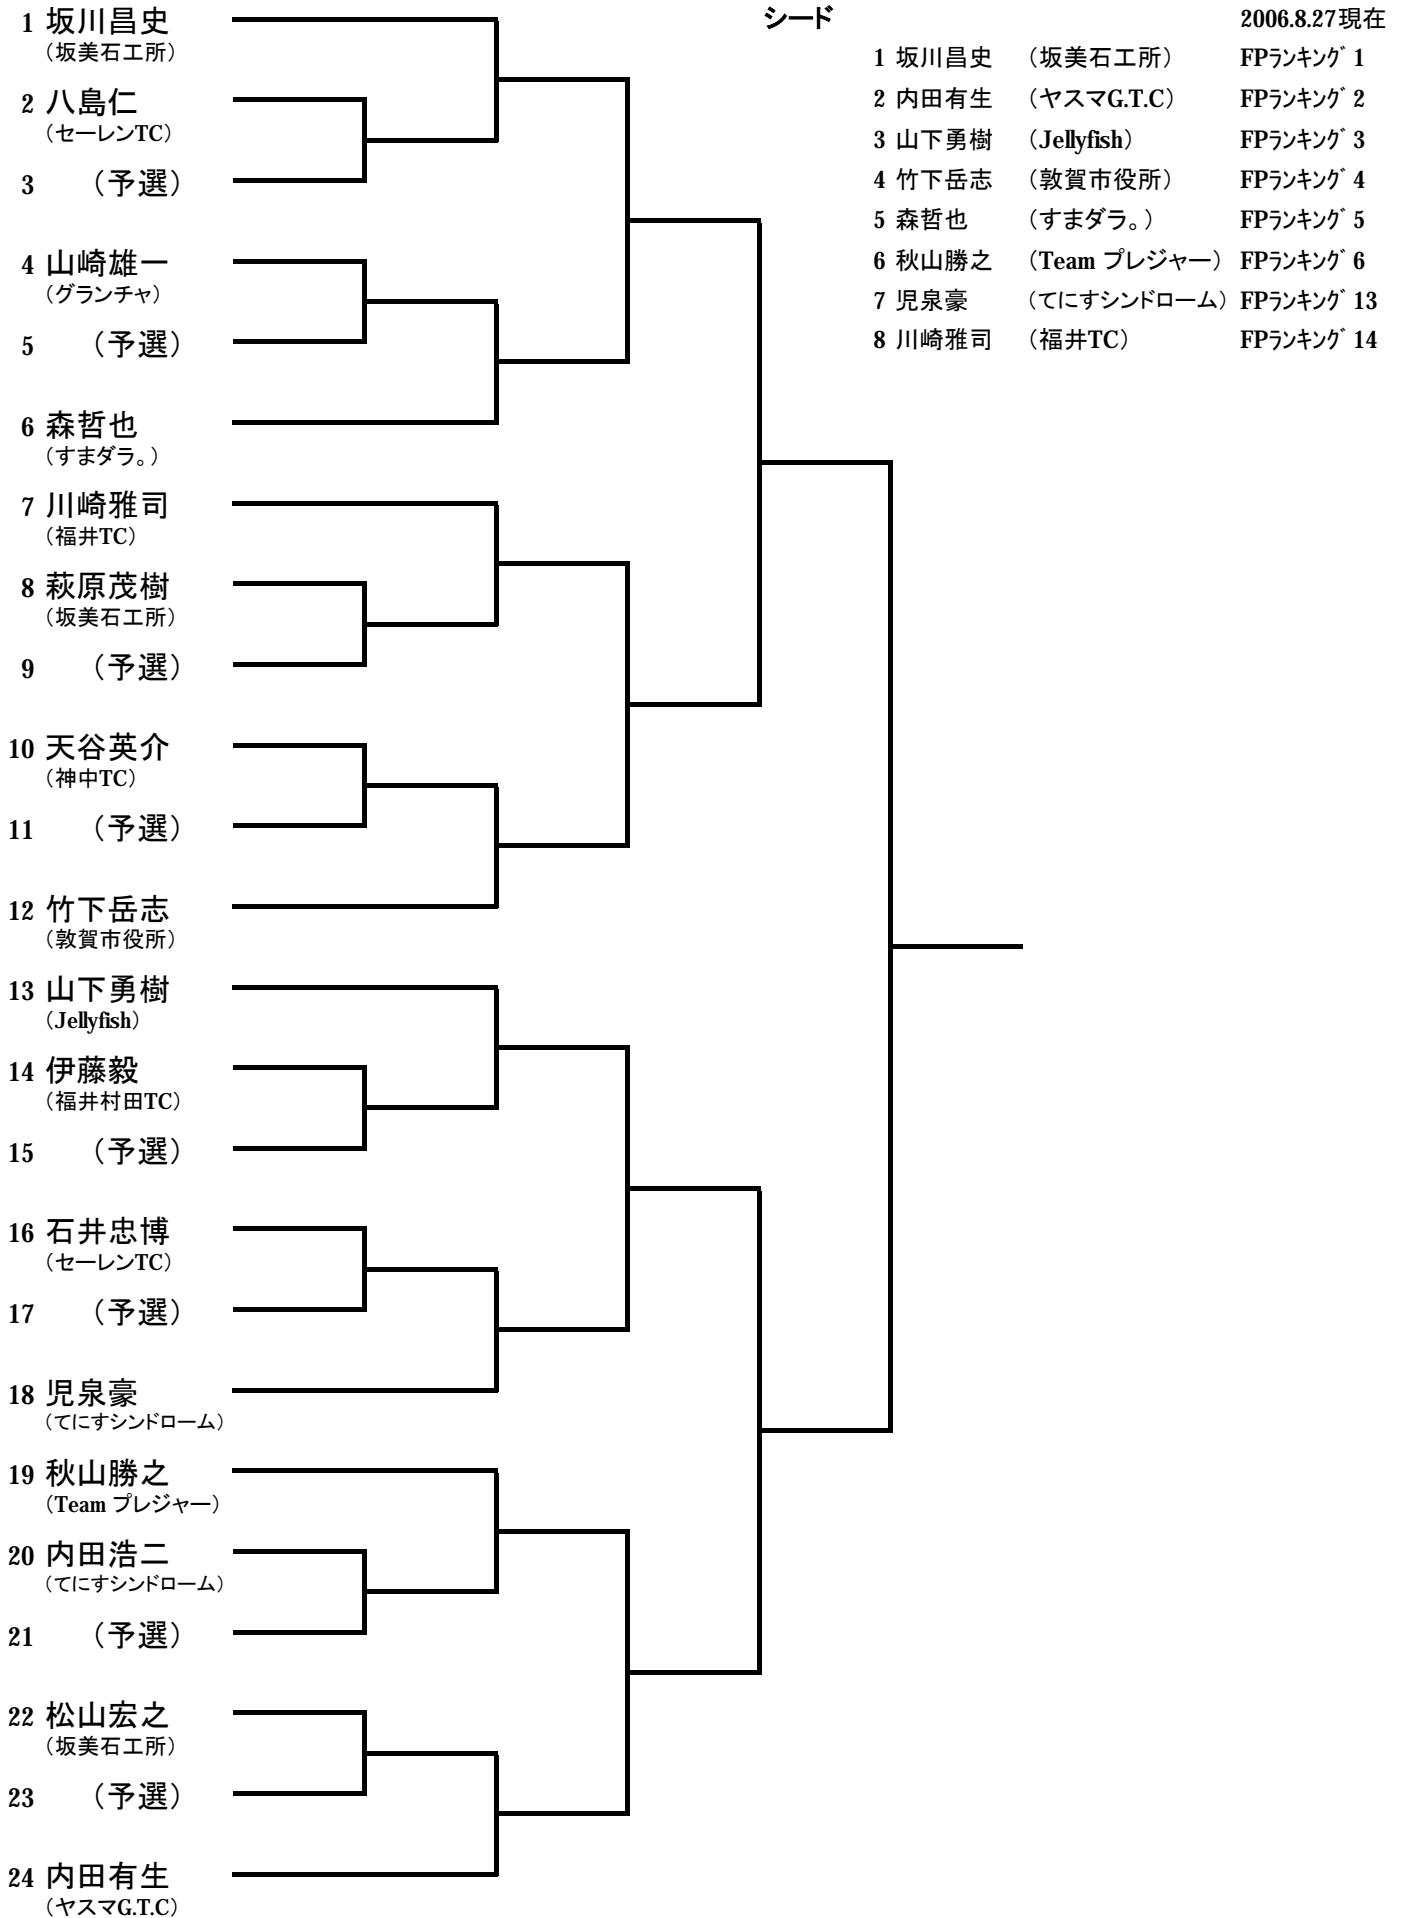 シード 2006.8.27現在
1 坂川昌史 （坂美石工所） FPﾗﾝｷﾝｸﾞ 1
2 内田有生 （ヤスマG.T.C） FPﾗﾝｷﾝｸﾞ 2
3 山下勇樹 （Jellyfish） FPﾗﾝｷﾝｸﾞ 3
4 竹下岳志 （敦賀市役所） FPﾗﾝｷﾝｸﾞ 4
5 森哲也 （すまダラ。） FPﾗﾝｷﾝｸﾞ 5
6 秋山勝之 （Team プレジャー） FPﾗﾝｷﾝｸﾞ 6
7 児泉豪 （てにすシンドローム） FPﾗﾝｷﾝｸﾞ 13
8 川崎雅司 （福井TC） FPﾗﾝｷﾝｸﾞ 14
1 坂川昌史
（坂美石工所）
2 八島仁
（セーレンTC）
3 （予選）
4 山崎雄一
（グランチャ）
5 （予選）
6 森哲也
（すまダラ。）
7 川崎雅司
（福井TC）
8 萩原茂樹
（坂美石工所）
9 （予選）
10 天谷英介
（神中TC）
11 （予選）
12 竹下岳志
（敦賀市役所）
13 山下勇樹
（Jellyfish）
14 伊藤毅
（福井村田TC）
15 （予選）
16 石井忠博
（セーレンTC）
17 （予選）
18 児泉豪
（てにすシンドローム）
19 秋山勝之
（Team プレジャー）
20 内田浩二
（てにすシンドローム）
21 （予選）
22 松山宏之
（坂美石工所）
23 （予選）
24 内田有生
（ヤスマG.T.C）